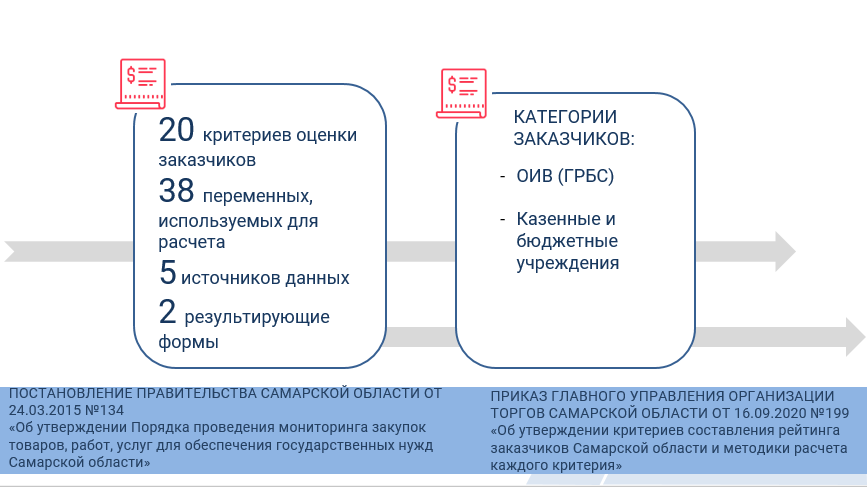 20 критериев оценки
заказчиков
38 переменных,
используемых для
расчета
5 источников данных
2 результирующие
формы
КАТЕГОРИИ
ЗАКАЗЧИКОВ:
- ОИВ (ГРБС)
- Казенные и
бюджетные
учреждения
ПОСТАНОВЛЕНИЕ ПРАВИТЕЛЬСТВА САМАРСКОЙ ОБЛАСТИ ОТ
24.03.2015 №134
«Об утверждении Порядка проведения мониторинга закупок
товаров, работ, услуг для обеспечения государственных нужд
Самарской области»
ПРИКАЗ ГЛАВНОГО УПРАВЛЕНИЯ ОРГАНИЗАЦИИ
ТОРГОВ САМАРСКОЙ ОБЛАСТИ ОТ 16.09.2020 №199
«Об утверждении критериев составления рейтинга
заказчиков Самарской области и методики расчета
каждого критерия»